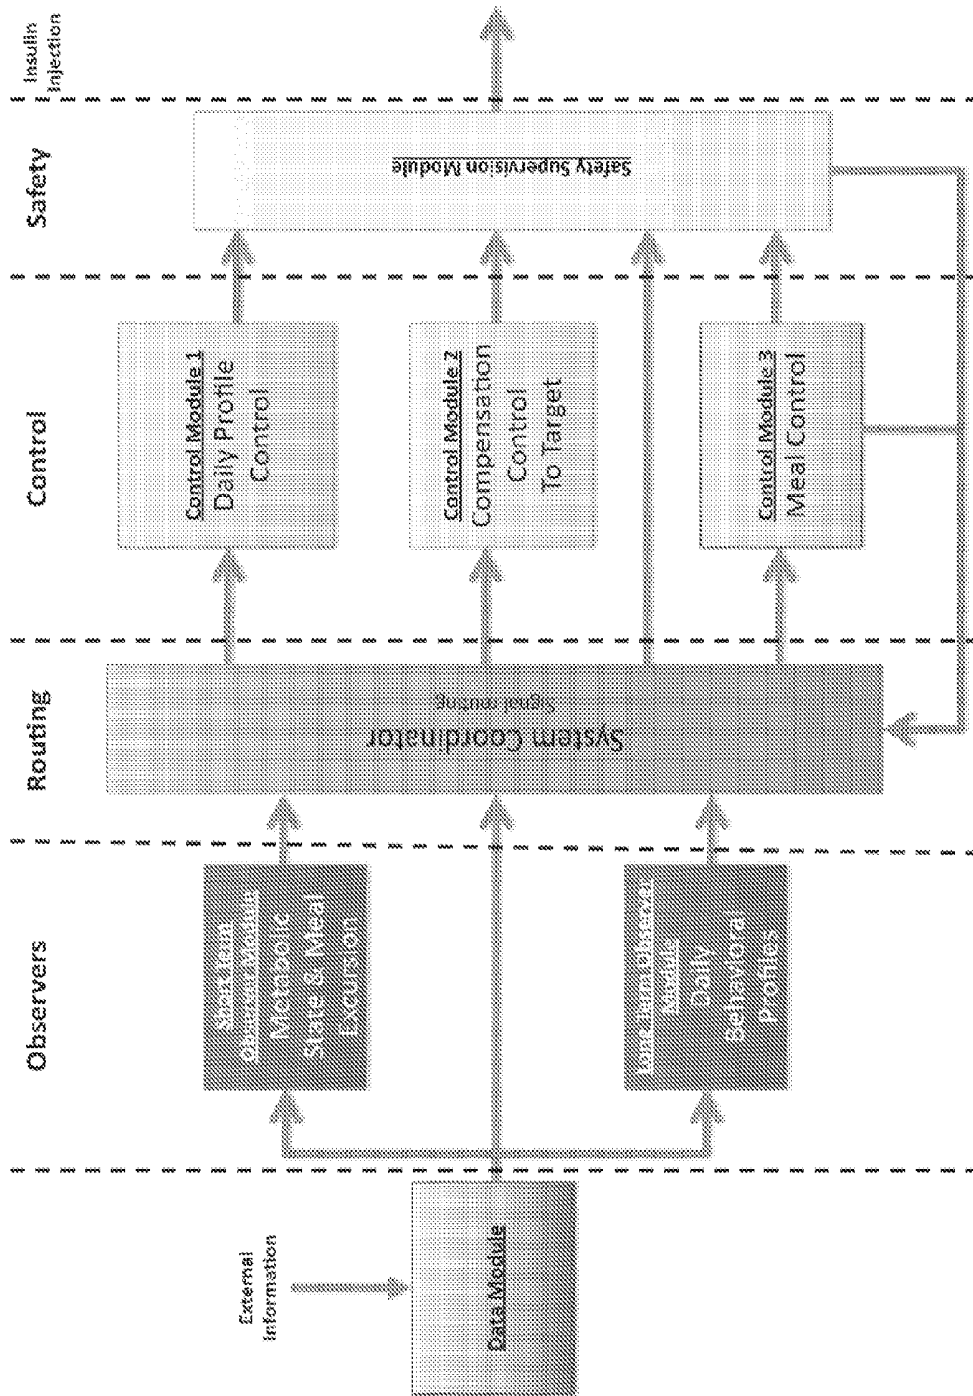 Observers
Routing
Control
Safety
Insulin
Injection
External
Information
Data Module
Short Term
Observer Module
Metabolic
State & Meal
Excursion
Long Term Observer
Module
Daily
Behavioral
Profiles
System Coordinator
Signal routing
Control Module 1
Daily Profile
Control
Control Module 2
Compensation
Control
To Target
Control Module 3
Meal Control
Safety Supervision Module